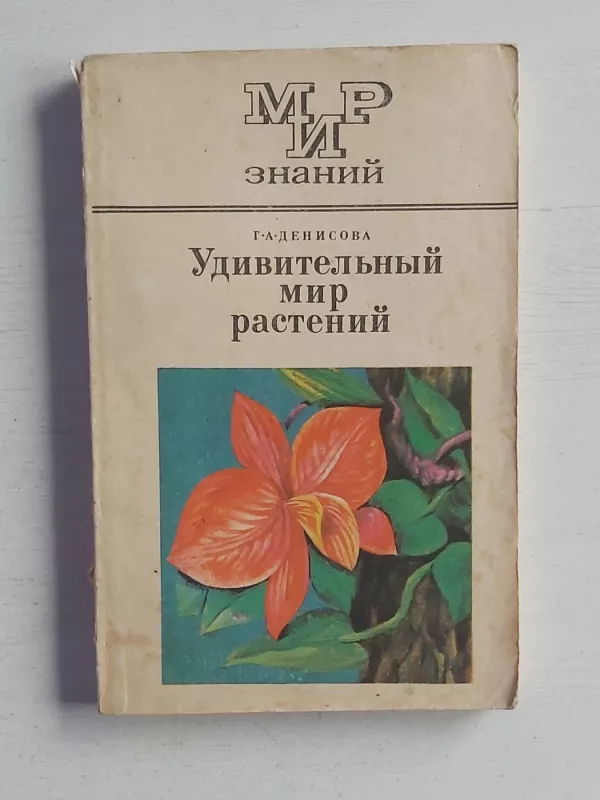 МИР
знаний
Г·А·ДЕНИСОВА
Удивительный
мир
растений